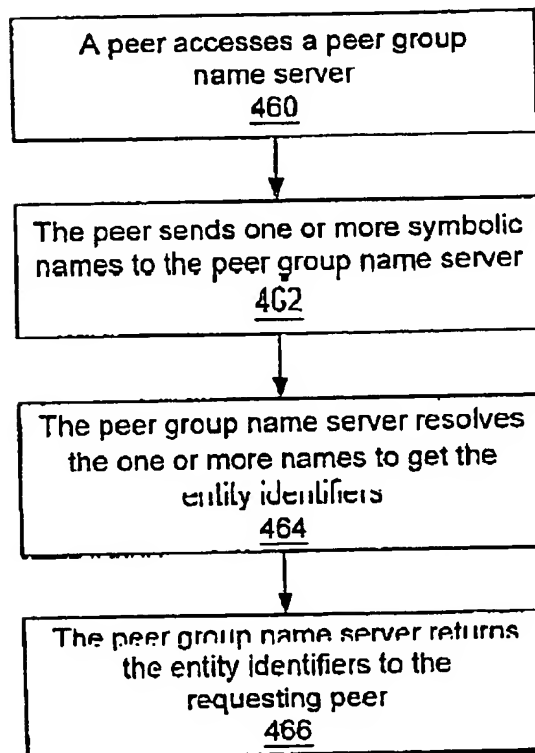 A peer accesses a peer group
name server
460
The peer sends one or more symbolic
names to the peer group name server
462
The peer group name server resolves
the one or more names to get the
entity identifiers
464
The peer group name server returns
the entity identifiers to the
requesting peer
466